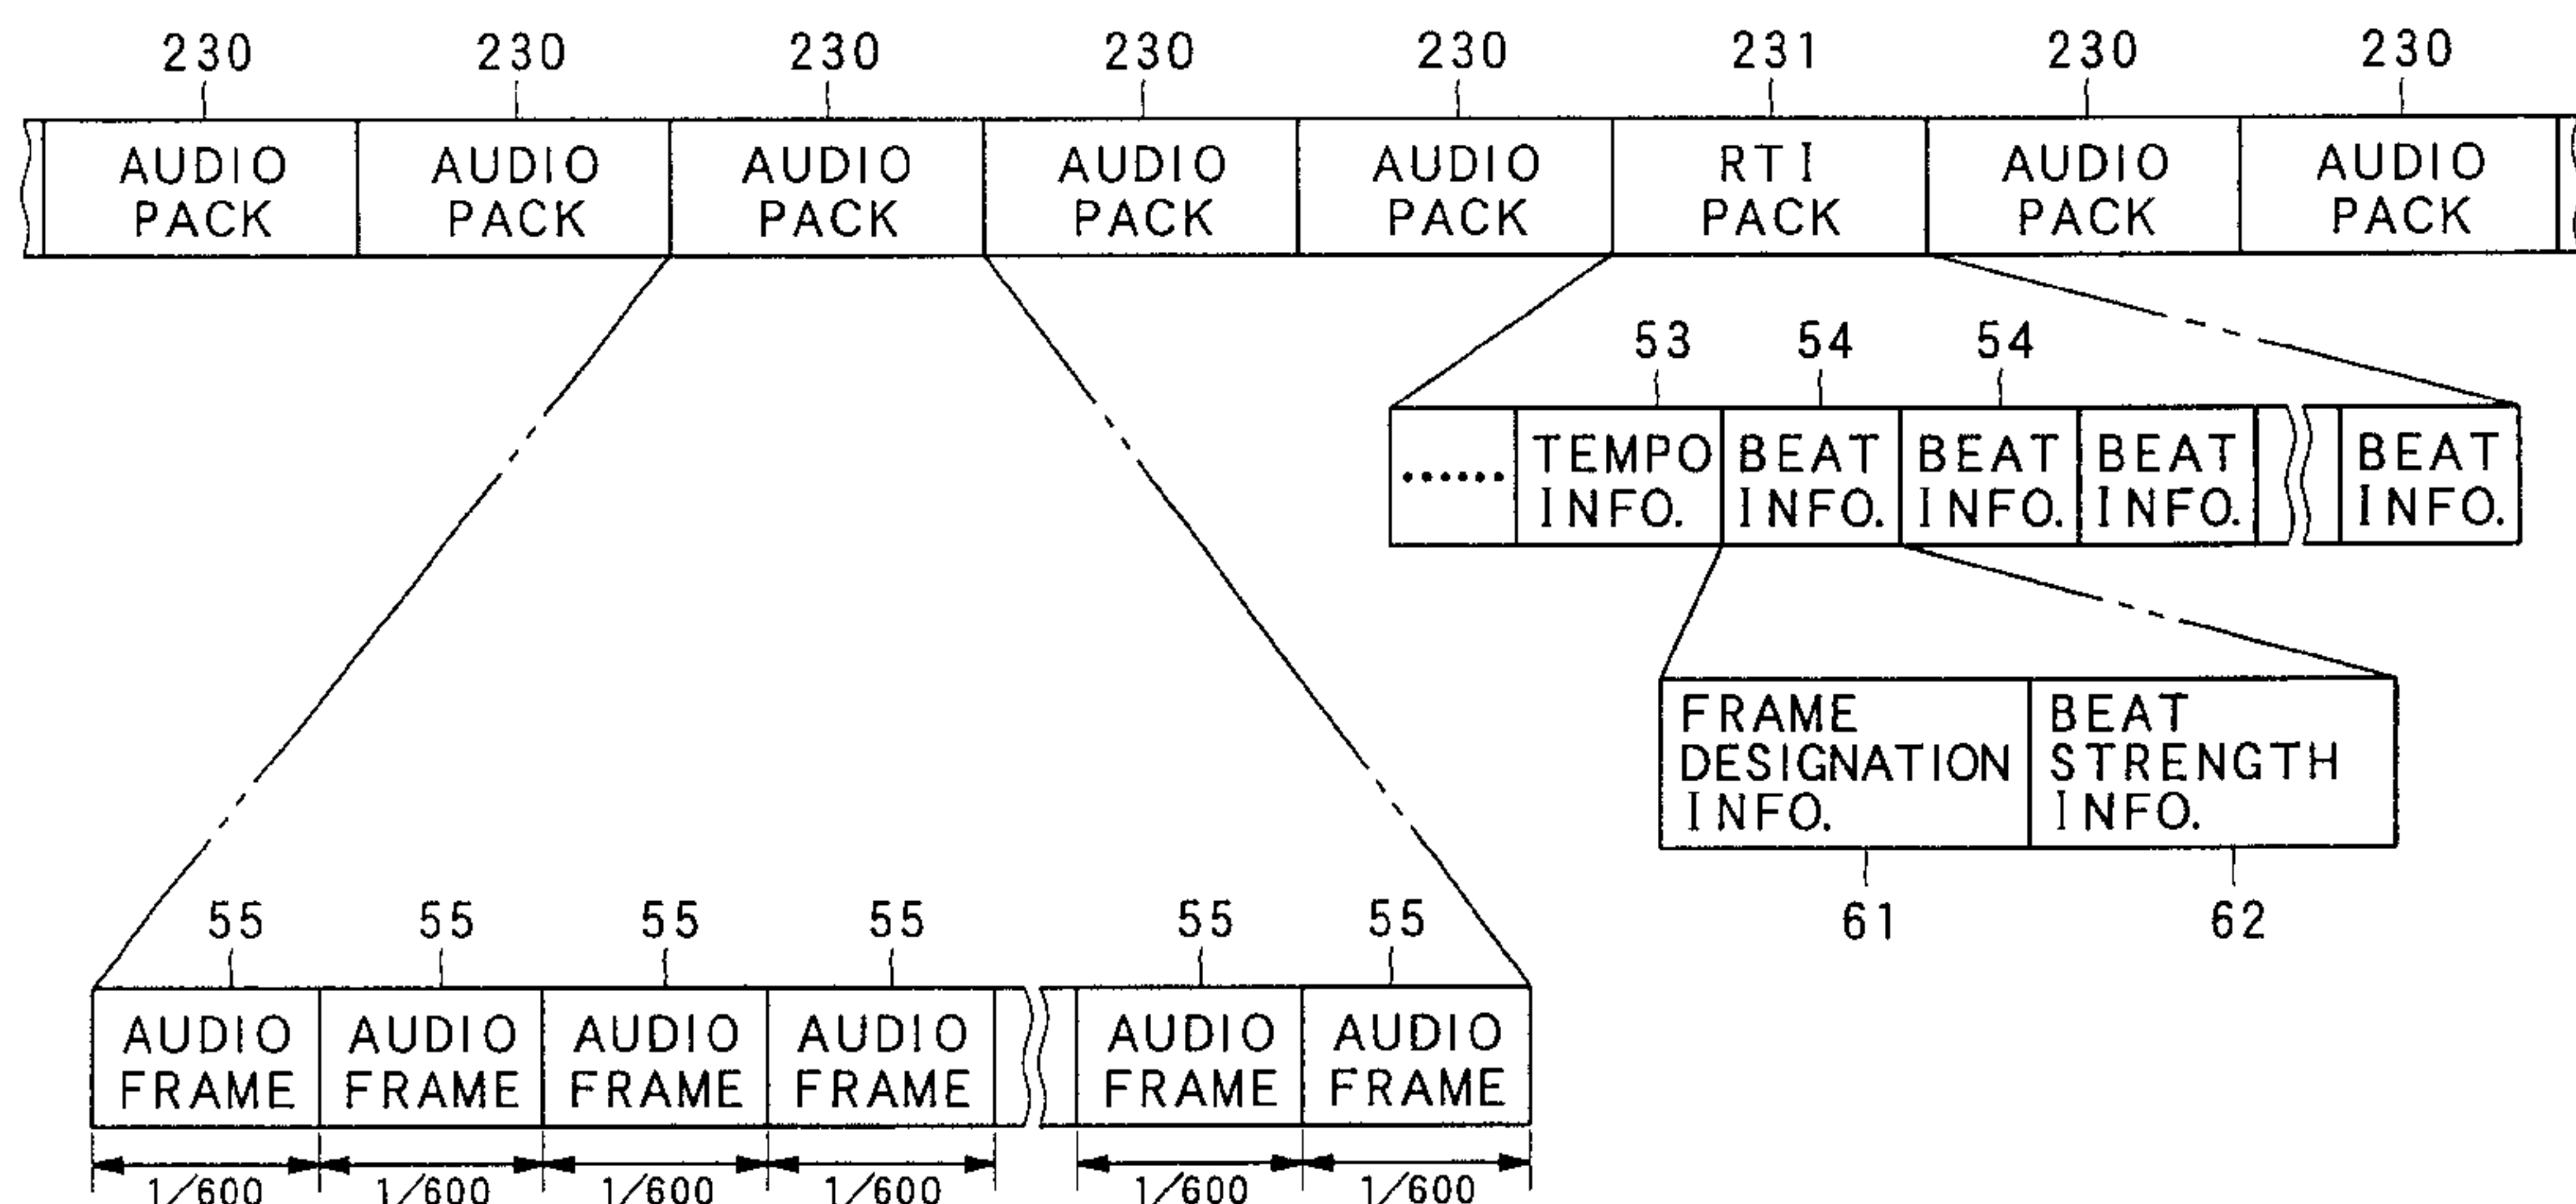 230 230 230 230 230 231 230 230
AUDIO AUDIO AUDIO AUDIO AUDIO RTI AUDIO AUDIO
PACK PACK PACK PACK PACK PACK PACK PACK
53 54 54
...... TEMPO BEAT BEAT BEAT BEAT
INFO. INFO. INFO. INFO. INFO.
FRAME BEAT
DESIGNATION STRENGTH
INFO. INFO.
61 62
55 55 55 55 55 55
AUDIO AUDIO AUDIO AUDIO AUDIO AUDIO
FRAME FRAME FRAME FRAME FRAME FRAME
1/600 1/600 1/600 1/600 1/600 1/600